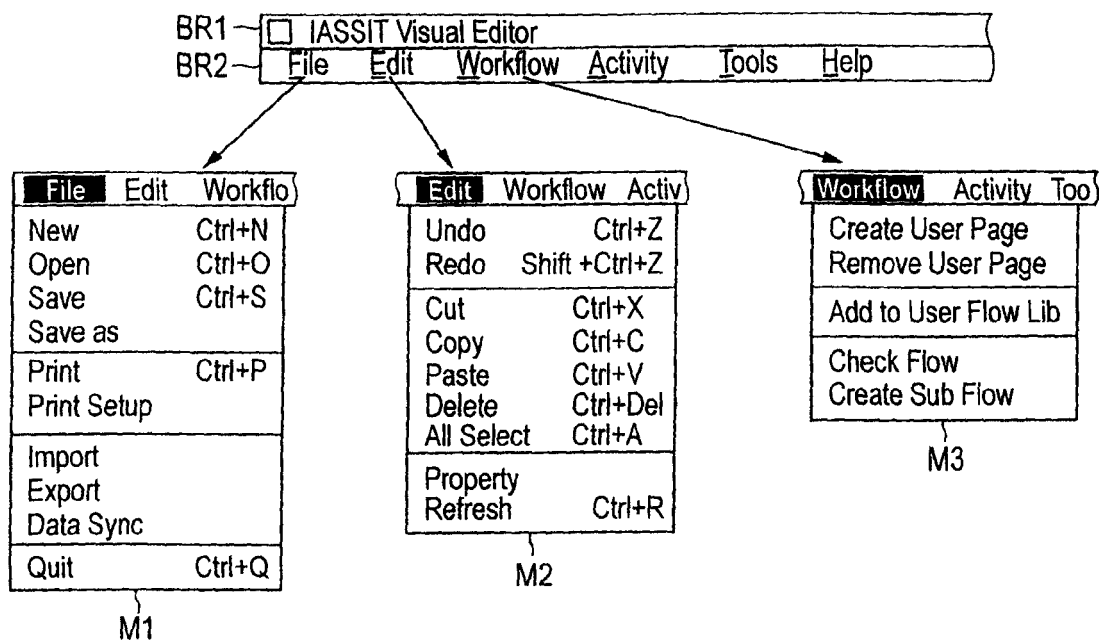 BR1 IASSIT Visual Editor
BR2 File Edit Workflow Activity Tools Help
File Edit Workflo
New Ctrl+N
Open Ctrl+O
Save Ctrl+S
Save as
Print Ctrl+P
Print Setup
Import
Export
Data Sync
Quit Ctrl+Q
M1
Edit Workflow Activ
Undo Ctrl+Z
Redo Shift +Ctrl+Z
Cut Ctrl+X
Copy Ctrl+C
Paste Ctrl+V
Delete Ctrl+Del
All Select Ctrl+A
Property
Refresh Ctrl+R
M2
Workflow Activity Too
Create User Page
Remove User Page
Add to User Flow Lib
Check Flow
Create Sub Flow
M3